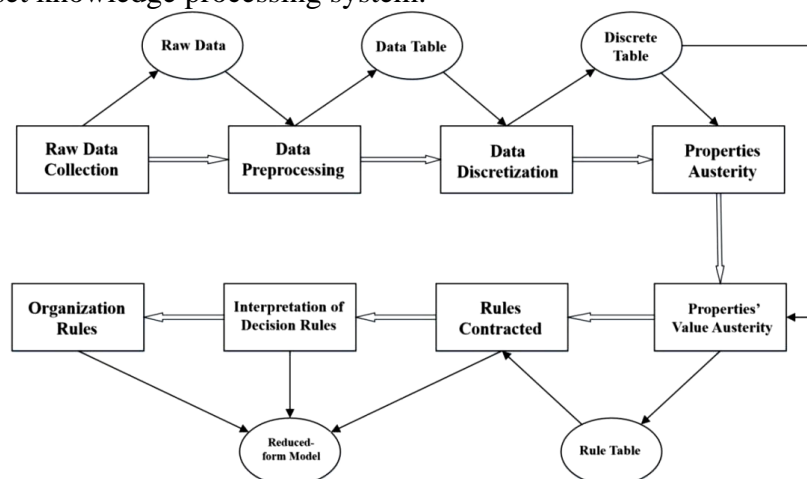 set knowledge processing system.
Raw Data
Data Table
Discrete
Table
Raw Data
Collection
Data
Preprocessing
Data
Discretization
Properties
Austerity
Organization
Rules
Interpretation of
Decision Rules
Rules
Contracted
Properties’
Value Austerity
Reduced-
form Model
Rule Table